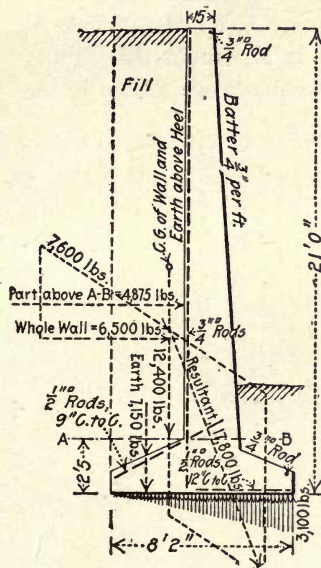 15"
3/4"□ Rod
Fill
Batter 3/4" per ft
C.G. of Wall and
Earth above Heel
21'0"
7,600 lbs.
Part above A-B=4,875 lbs.
Whole Wall=6,500 lbs.
3/4"□ Rods
12,400 lbs
Earth 7,150 lbs
1/2"□ Rods,
9"C. to C.
Resultant 17,800 lbs
A
B
3/4"□ Rod
1/2"□ Rods,
12"C. to C.
2'5"
3,100 lbs
8'2"